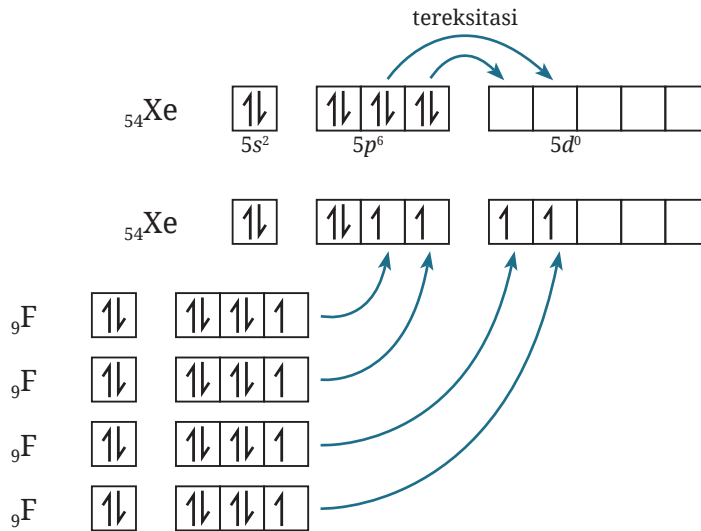 tereksitasi
₅₄Xe
5s² 5p⁶ 5d⁰
₅₄Xe
₉F
₉F
₉F
₉F